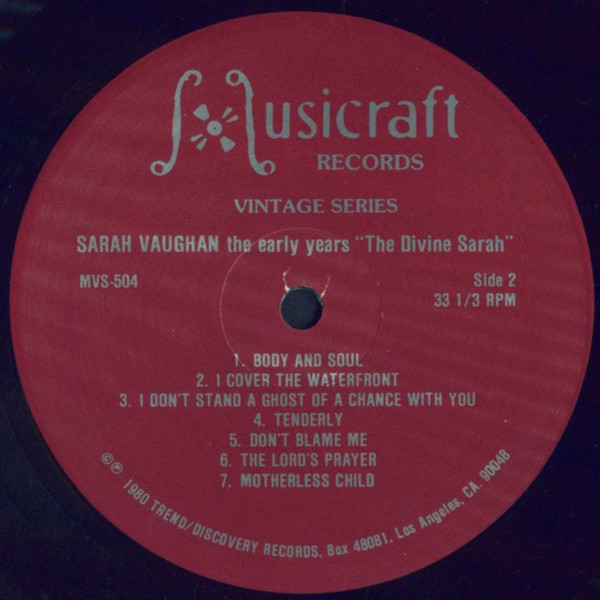 Musicraft
RECORDS
VINTAGE SERIES
SARAH VAUGHAN the early years "The Divine Sarah"
MVS-504
Side 2
33 1/3 RPM
1. BODY AND SOUL
2. I COVER THE WATERFRONT
3. I DON'T STAND A GHOST OF A CHANCE WITH YOU
4. TENDERLY
5. DON'T BLAME ME
6. THE LORD'S PRAYER
7. MOTHERLESS CHILD
©℗ 1980 TREND/DISCOVERY RECORDS, Box 48081, Los Angeles, CA. 90048